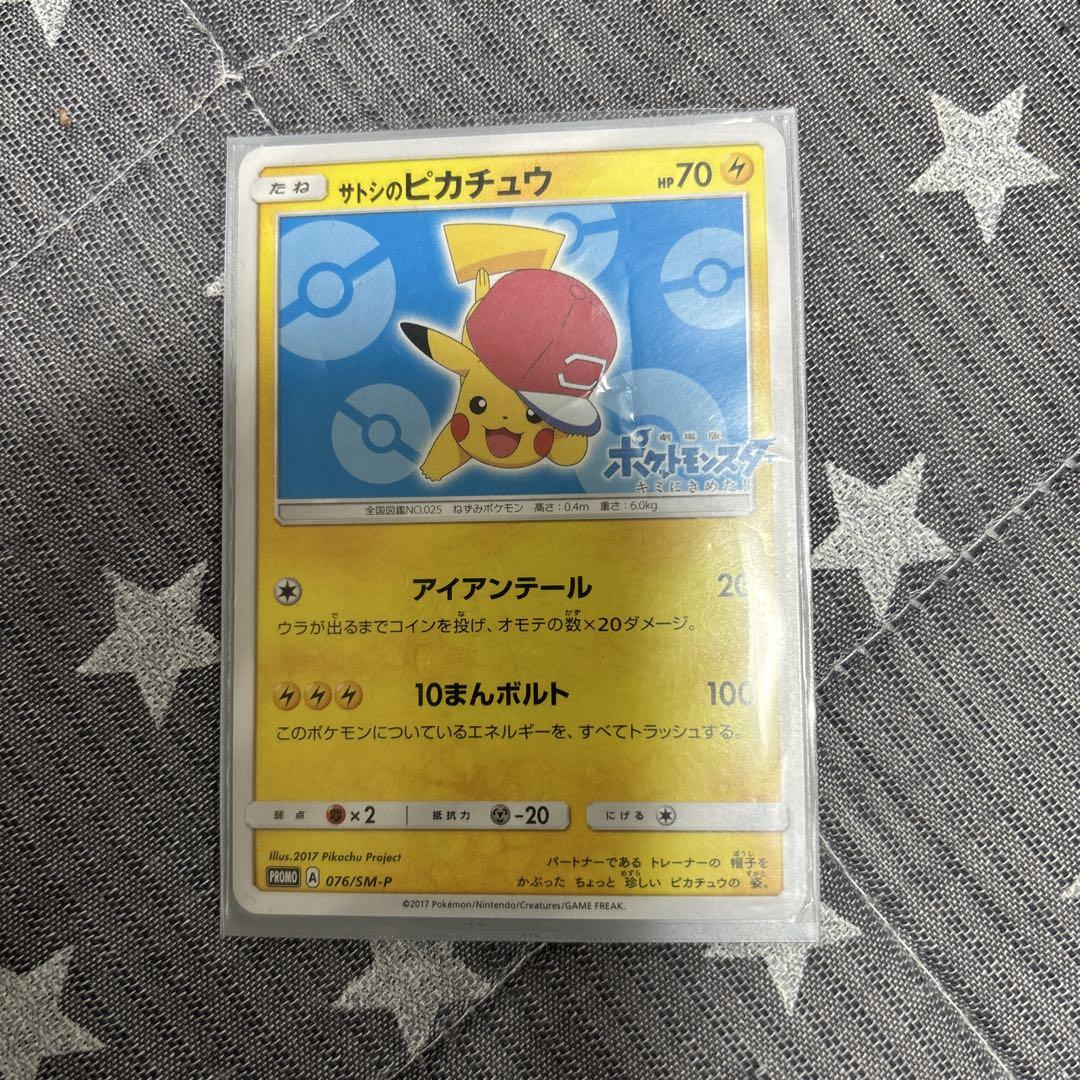 たね サトシのピカチュウ HP70
劇場版
ポケットモンスター
キミにきめた!
全国図鑑NO.025 ねずみポケモン 高さ:0.4m 重さ:6.0kg
アイアンテール 20
ウラが出るまでコインを投げ、オモテの数×20ダメージ。
10まんボルト 100
このポケモンについているエネルギーを、すべてトラッシュする。
弱点 ×2 抵抗力 -20 にげる
Illus.2017 Pikachu Project
パートナーである トレーナーの 帽子を
かぶった ちょっと 珍しい ピカチュウの 姿。
PROMO A 076/SM-P
©2017 Pokémon/Nintendo/Creatures/GAME FREAK.